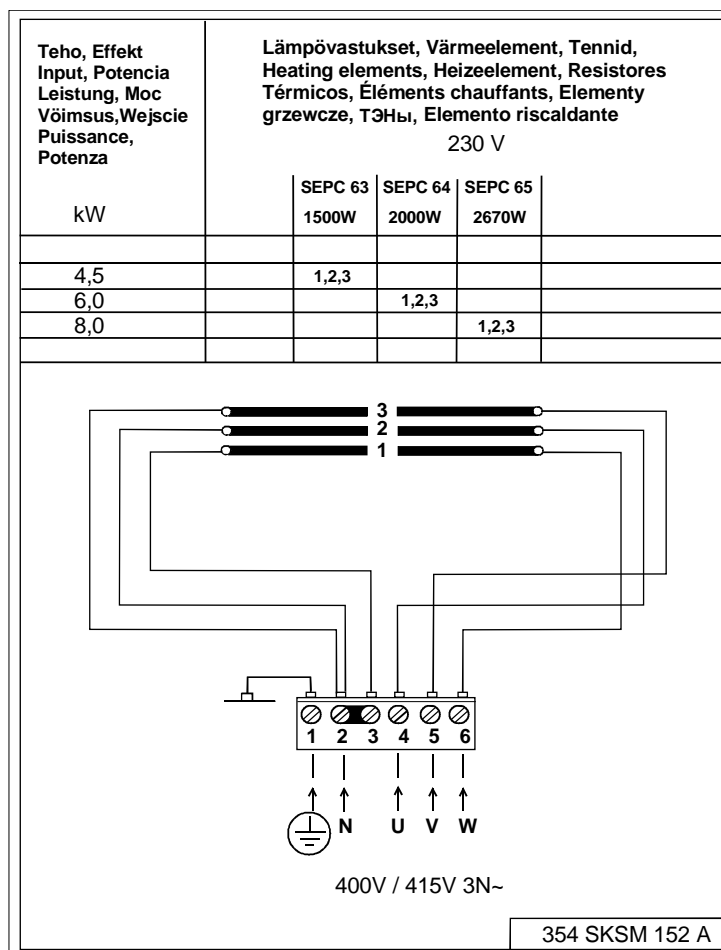 Teho, Effekt
Input, Potencia
Leistung, Moc
Vöimsus,Wejscie
Puissance,
Potenza
kW
Lämpövastukset, Värmeelement, Tennid,
Heating elements, Heizeelement, Resistores
Térmicos, Éléments chauffants, Elementy
grzewcze, ТЭНы, Elemento riscaldante
230 V
SEPC 63 SEPC 64 SEPC 65
1500W 2000W 2670W
4,5 1,2,3
6,0 1,2,3
8,0 1,2,3
3
2
1
1 2 3 4 5 6
N U V W
400V / 415V 3N~
354 SKSM 152 A